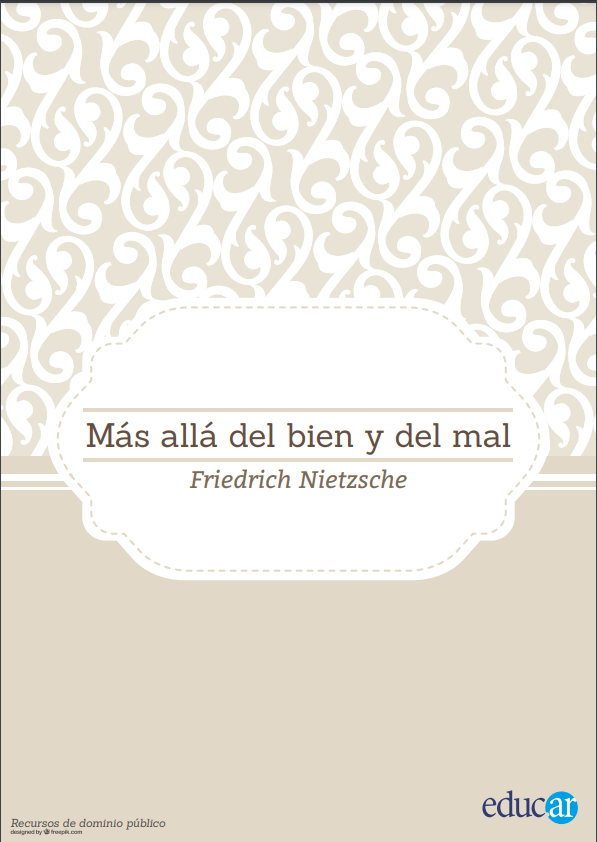 Más allá del bien y del mal
Friedrich Nietzsche
educar
Recursos de dominio público
designed by freepik.com